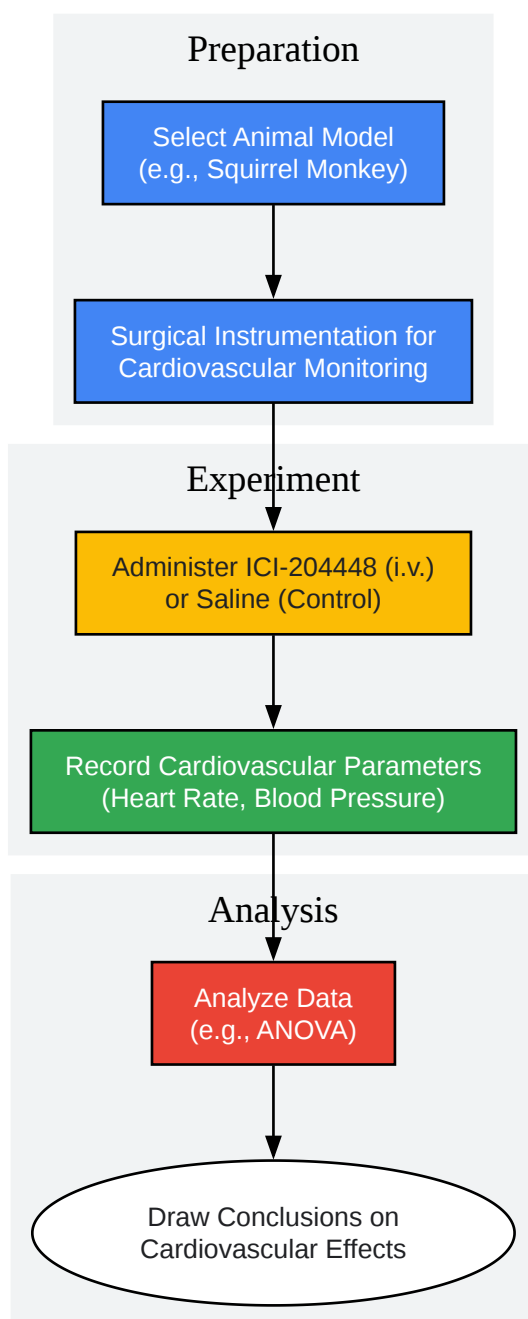 Preparation
Select Animal Model
(e.g., Squirrel Monkey)
Surgical Instrumentation for
Cardiovascular Monitoring
Experiment
Administer ICI-204448 (i.v.)
or Saline (Control)
Record Cardiovascular Parameters
(Heart Rate, Blood Pressure)
Analysis
Analyze Data
(e.g., ANOVA)
Draw Conclusions on
Cardiovascular Effects